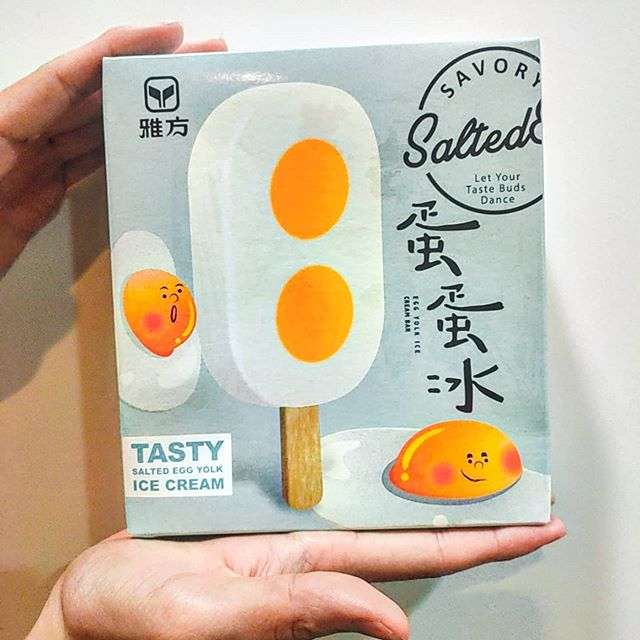 雅方
SAVORY
Salted
Let Your
Taste Buds
Dance
蛋蛋冰
EGG YOLK ICE
CREAM BAR
TASTY
SALTED EGG YOLK
ICE CREAM